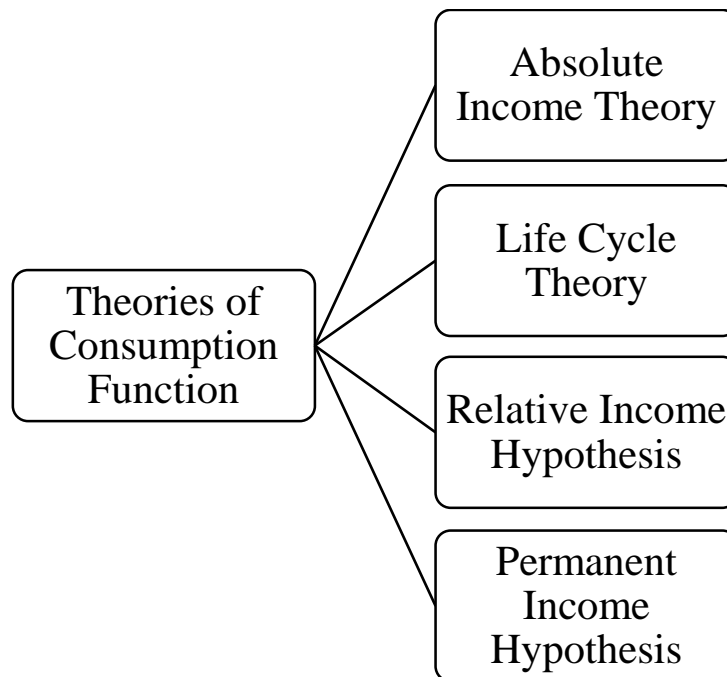 Theories of
Consumption
Function
Absolute
Income Theory
Life Cycle
Theory
Relative Income
Hypothesis
Permanent
Income
Hypothesis